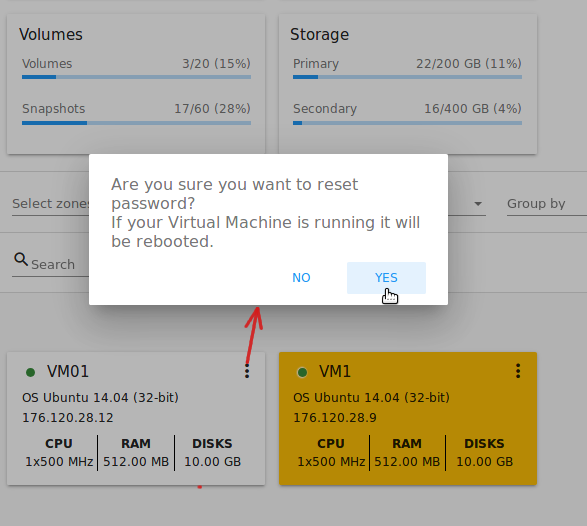 Volumes
Volumes 3/20 (15%)
Snapshots 17/60 (28%)
Storage
Primary 22/200 GB (11%)
Secondary 16/400 GB (4%)
Are you sure you want to reset
password?
If your Virtual Machine is running it will
be rebooted.
NO YES
Select zones
Group by
Search
VM01
OS Ubuntu 14.04 (32-bit)
176.120.28.12
CPU RAM DISKS
1x500 MHz 512.00 MB 10.00 GB
VM1
OS Ubuntu 14.04 (32-bit)
176.120.28.9
CPU RAM DISKS
1x500 MHz 512.00 MB 10.00 GB